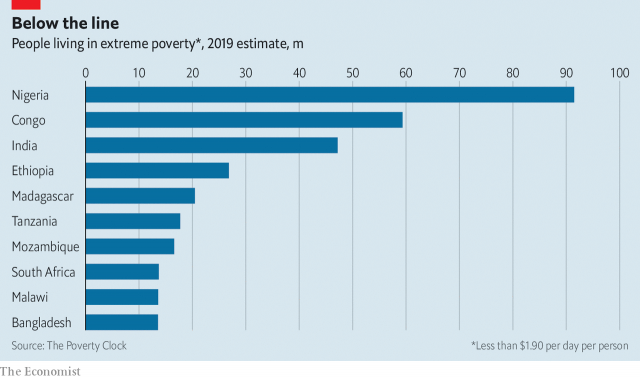 Below the line
People living in extreme poverty*, 2019 estimate, m
0 10 20 30 40 50 60 70 80 90 100
Nigeria
Congo
India
Ethiopia
Madagascar
Tanzania
Mozambique
South Africa
Malawi
Bangladesh
Source: The Poverty Clock *Less than $1.90 per day per person
The Economist